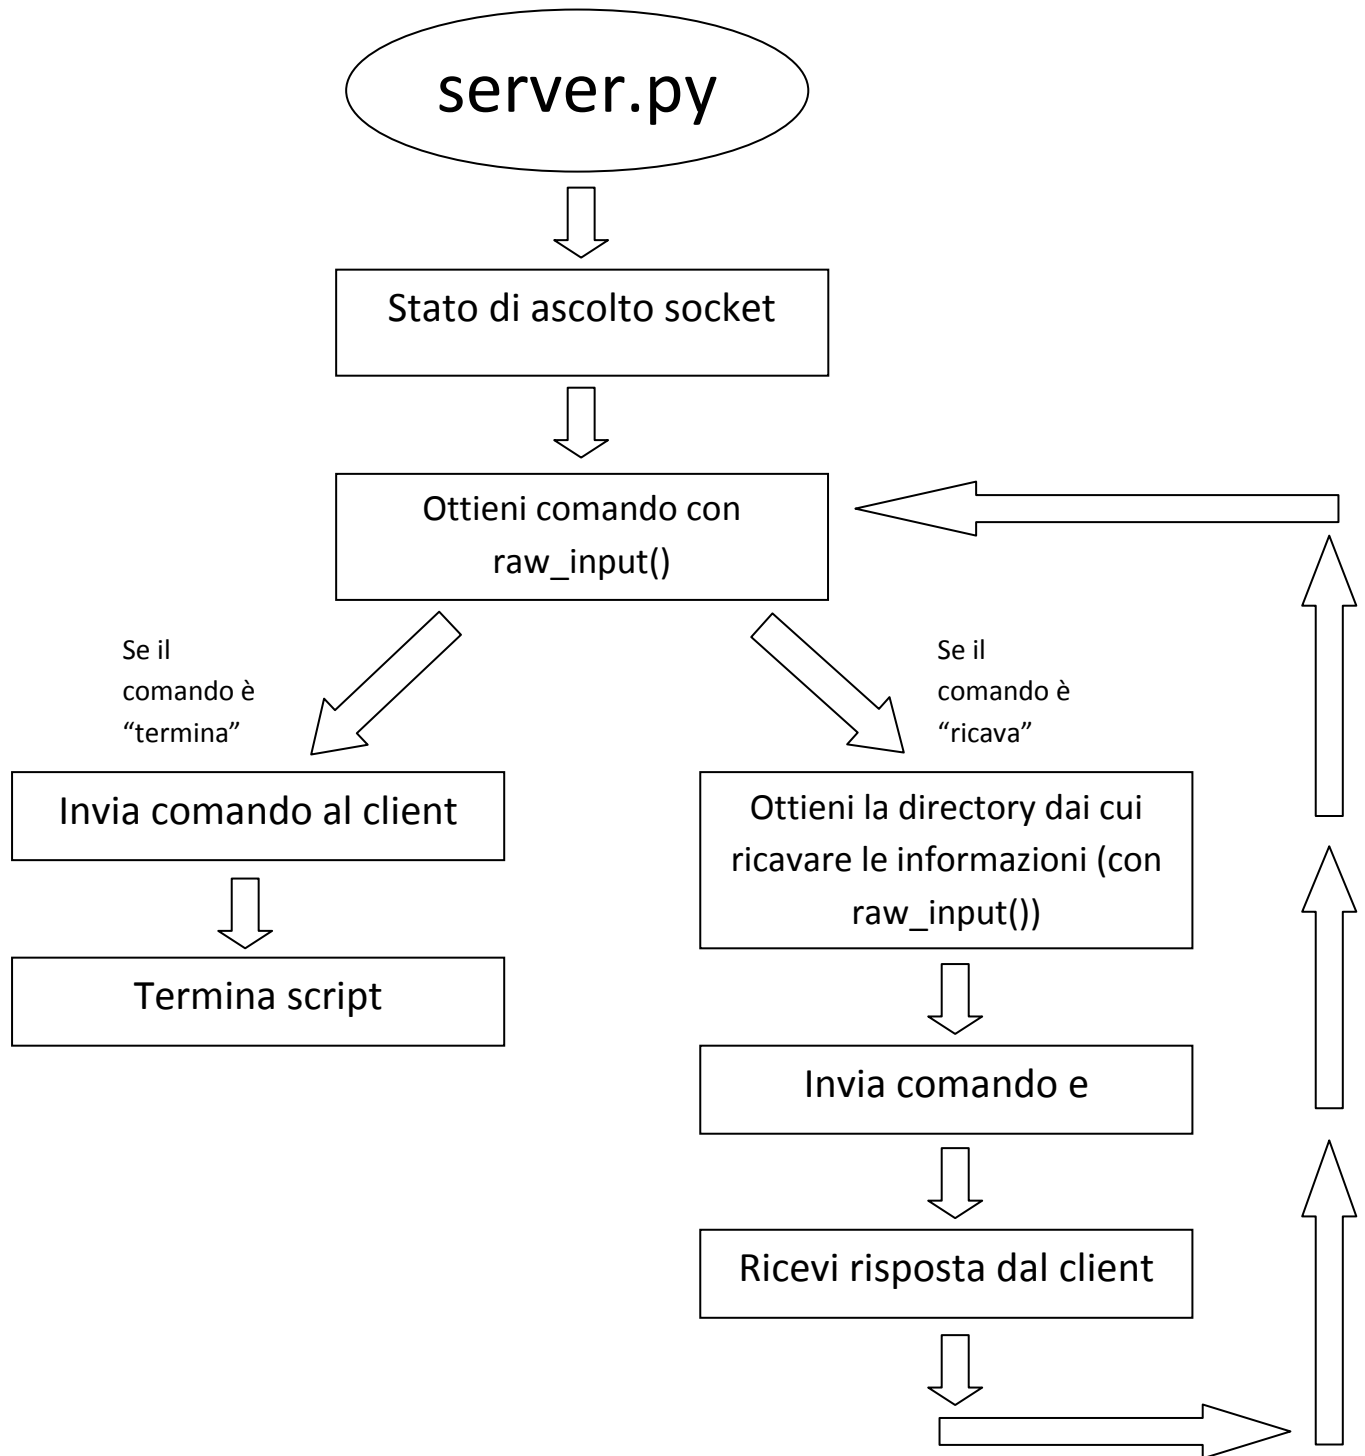 server.py
Stato di ascolto socket
Ottieni comando con
raw_input()
Se il
comando è
“termina”
Se il
comando è
“ricava”
Invia comando al client
Termina script
Ottieni la directory dai cui
ricavare le informazioni (con
raw_input())
Invia comando e
Ricevi risposta dal client